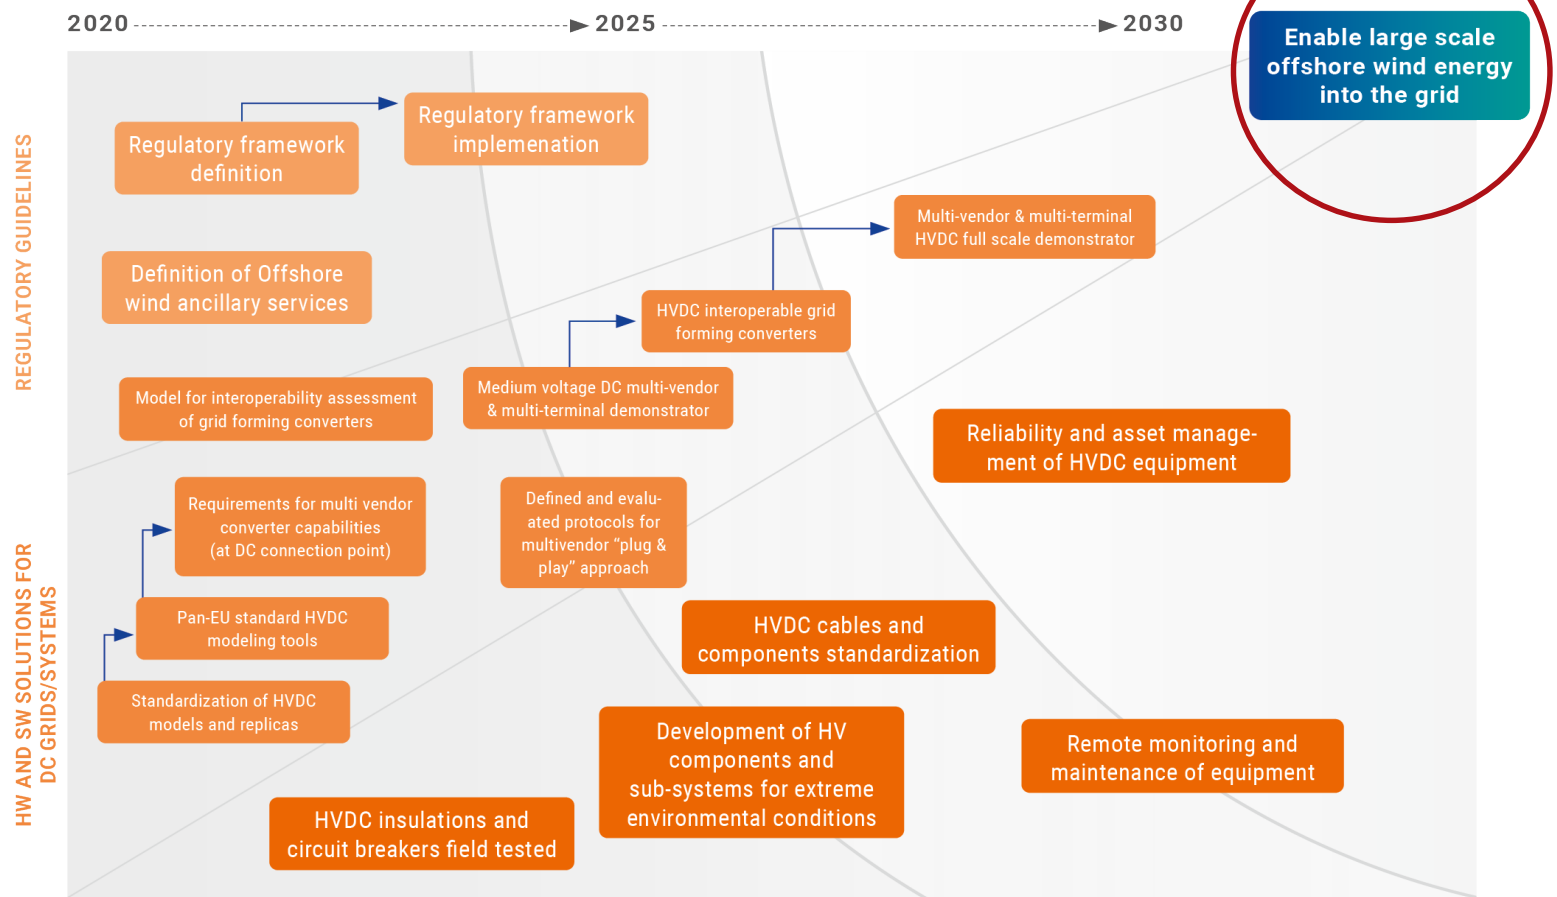 2020
2025
2030
Enable large scale
offshore wind energy
into the grid
REGULATORY GUIDELINES
Regulatory framework
definition
Regulatory framework
implemenation
Definition of Offshore
wind ancillary services
Multi-vendor & multi-terminal
HVDC full scale demonstrator
HVDC interoperable grid
forming converters
Model for interoperability assessment
of grid forming converters
Medium voltage DC multi-vendor
& multi-terminal demonstrator
Reliability and asset manage-
ment of HVDC equipment
HW AND SW SOLUTIONS FOR
DC GRIDS/SYSTEMS
Requirements for multi vendor
converter capabilities
(at DC connection point)
Defined and evalu-
ated protocols for
multivendor “plug &
play” approach
Pan-EU standard HVDC
modeling tools
HVDC cables and
components standardization
Standardization of HVDC
models and replicas
Development of HV
components and
sub-systems for extreme
environmental conditions
Remote monitoring and
maintenance of equipment
HVDC insulations and
circuit breakers field tested